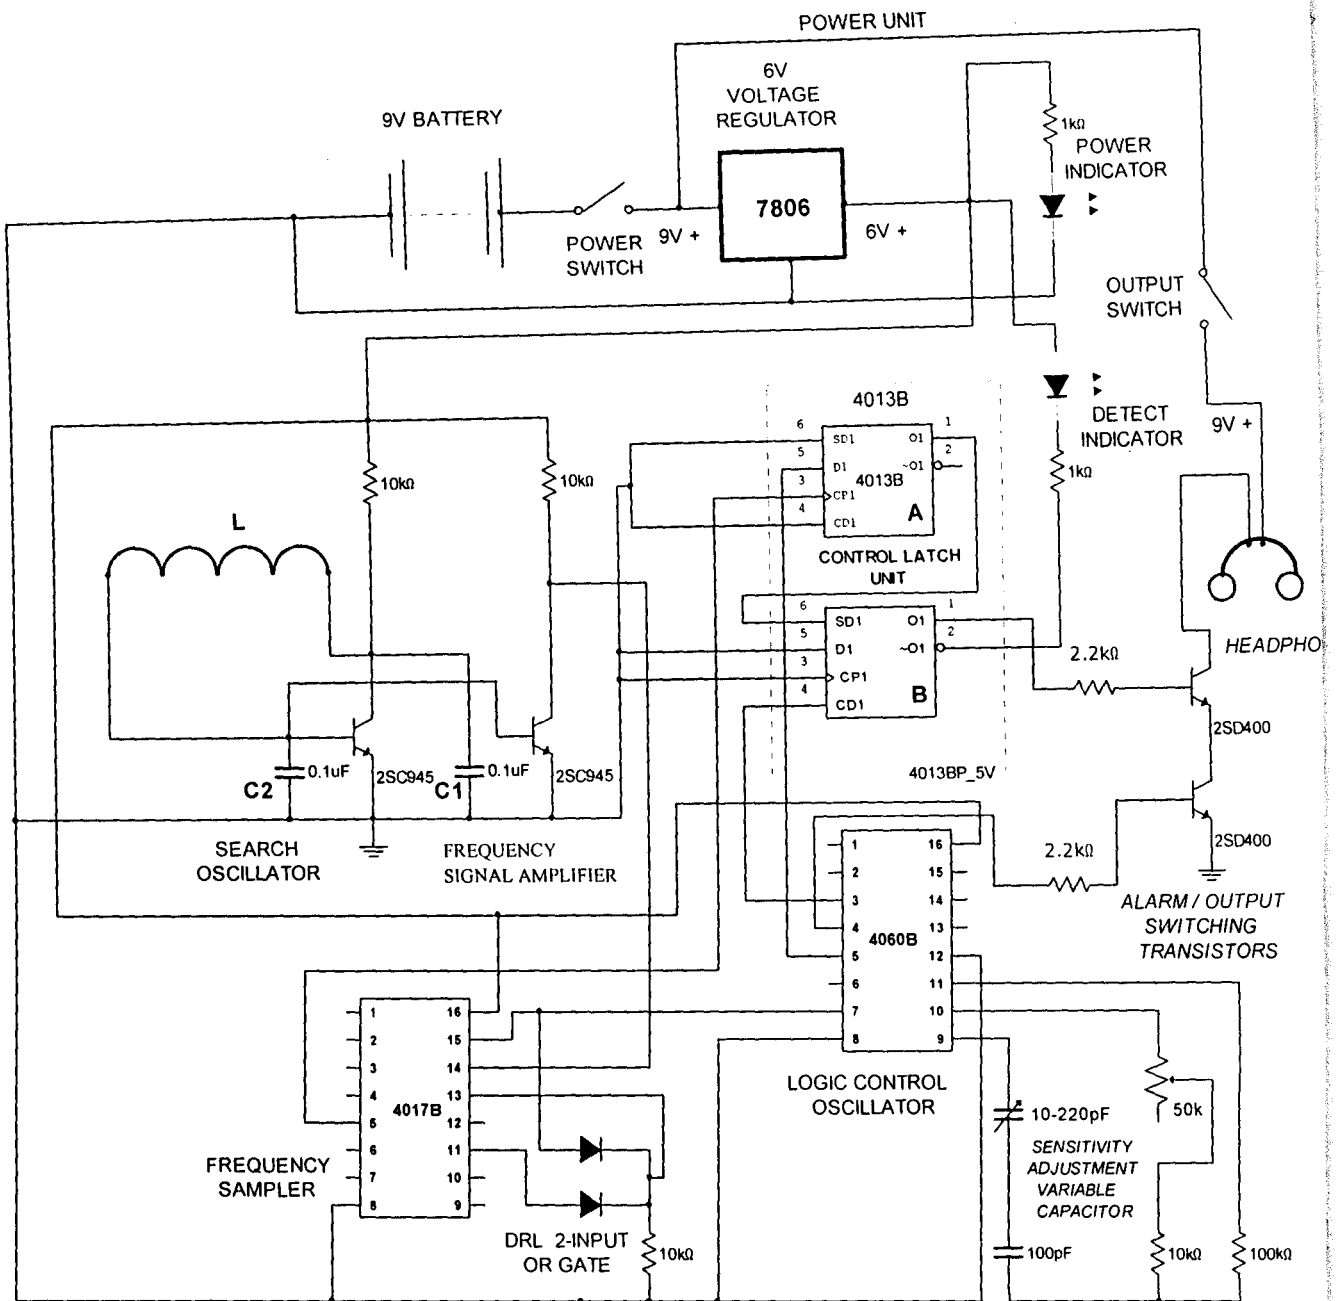 POWER UNIT
6V
VOLTAGE
REGULATOR
9V BATTERY
1kΩ
POWER
INDICATOR
7806
POWER
SWITCH
9V +
6V +
OUTPUT
SWITCH
4013B
DETECT
INDICATOR
9V +
1kΩ
10kΩ
10kΩ
L
6
5
3
4
SD1
D1
CP1
CD1
O1
~O1
1
2
4013B
A
CONTROL LATCH
UNIT
6
5
3
4
SD1
D1
CP1
CD1
O1
~O1
1
2
B
2.2kΩ
HEADPHO
2SD400
4013BP_5V
0.1uF
C2
2SC945
C1
0.1uF
2SC945
SEARCH
OSCILLATOR
FREQUENCY
SIGNAL AMPLIFIER
2.2kΩ
2SD400
ALARM / OUTPUT
SWITCHING
TRANSISTORS
1
2
3
4
5
6
7
8
4060B
16
15
14
13
12
11
10
9
LOGIC CONTROL
OSCILLATOR
1
2
3
4
5
6
7
8
4017B
16
15
14
13
12
11
10
9
FREQUENCY
SAMPLER
DRL 2-INPUT
OR GATE
10kΩ
10-220pF
SENSITIVITY
ADJUSTMENT
VARIABLE
CAPACITOR
50k
100pF
10kΩ
100kΩ